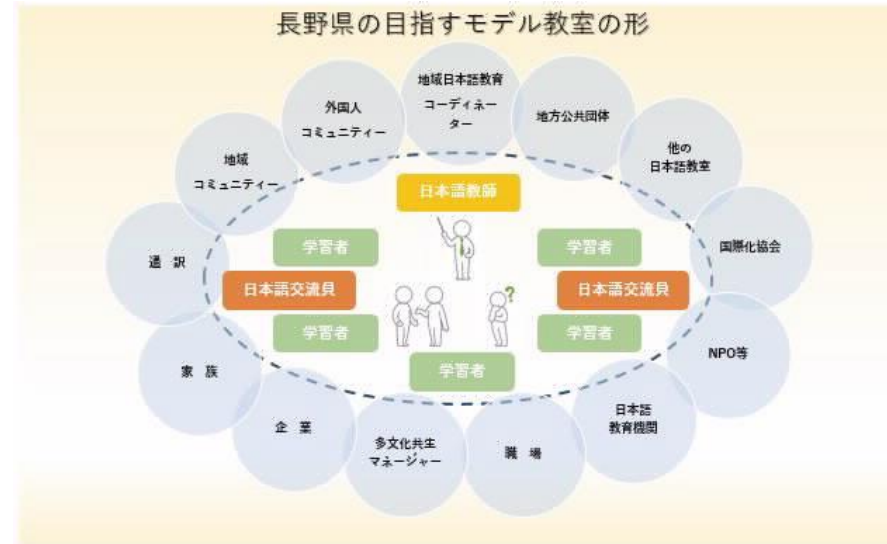 長野県の目指すモデル教室の形
地域日本語教育
コーディネー
ター
外国人
コミュニティー
地方公共団体
地域
コミュニティー
他の
日本語教室
日本語教師
通 訳
学習者
学習者
国際化協会
日本語交流員
日本語交流員
学習者
学習者
家 族
?
NPO等
学習者
企 業
多文化共生
マネージャー
職 場
日本語
教育機関